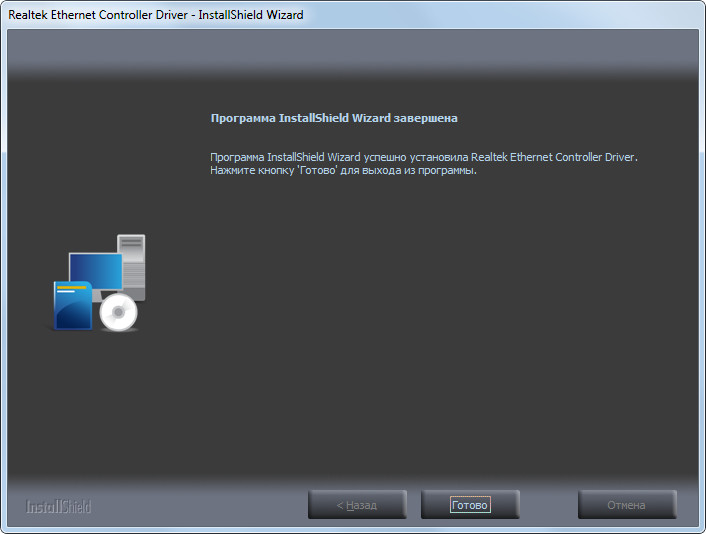 Realtek Ethernet Controller Driver - InstallShield Wizard
Программа InstallShield Wizard завершена
Программа InstallShield Wizard успешно установила Realtek Ethernet Controller Driver.
Нажмите кнопку 'Готово' для выхода из программы.
InstallShield
< Назад
Готово
Отмена